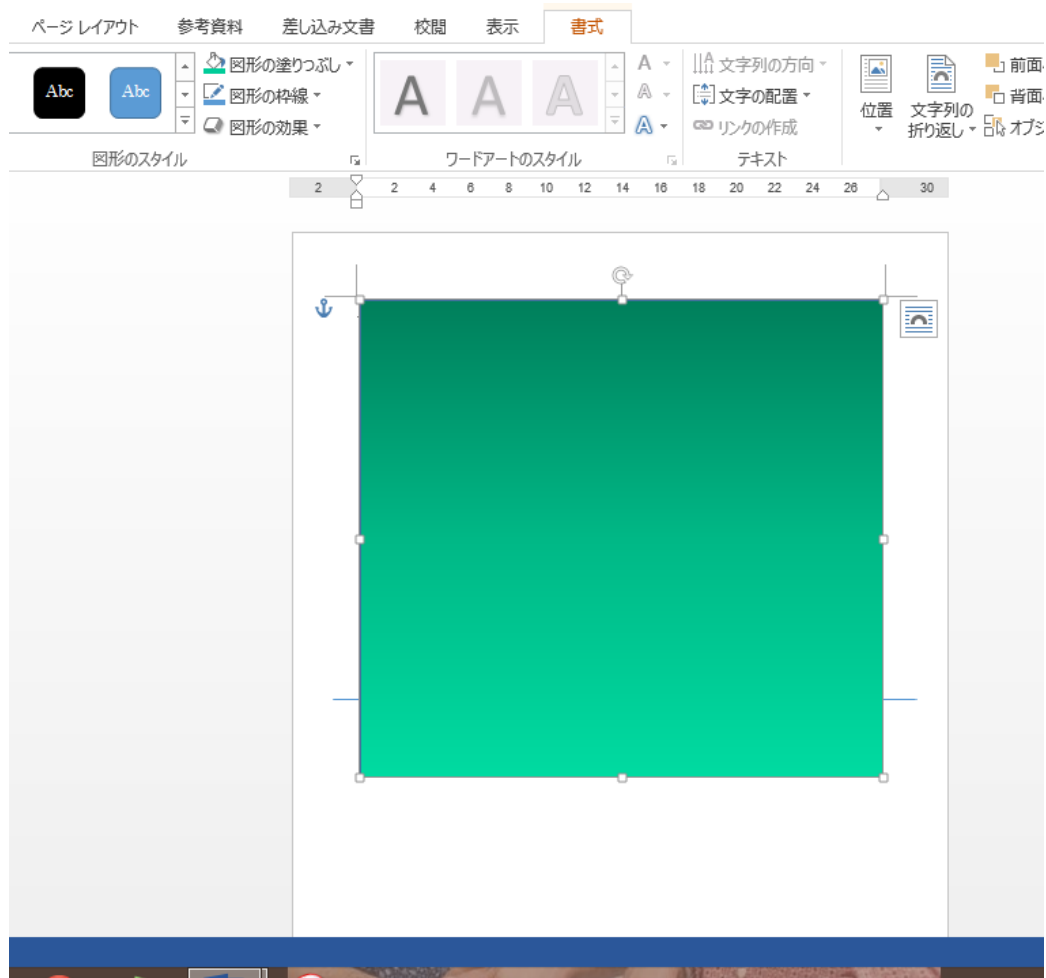 ページ レイアウト 参考資料 差し込み文書 校閲 表示 書式
Abc Abc
図形の塗りつぶし
図形の枠線
図形の効果
図形のスタイル
A A A
A
A
A
ワードアートのスタイル
文字列の方向
文字の配置
リンクの作成
テキスト
位置
文字列の
折り返し
前面
背面
オブジ
2 2 4 6 8 10 12 14 16 18 20 22 24 26 30